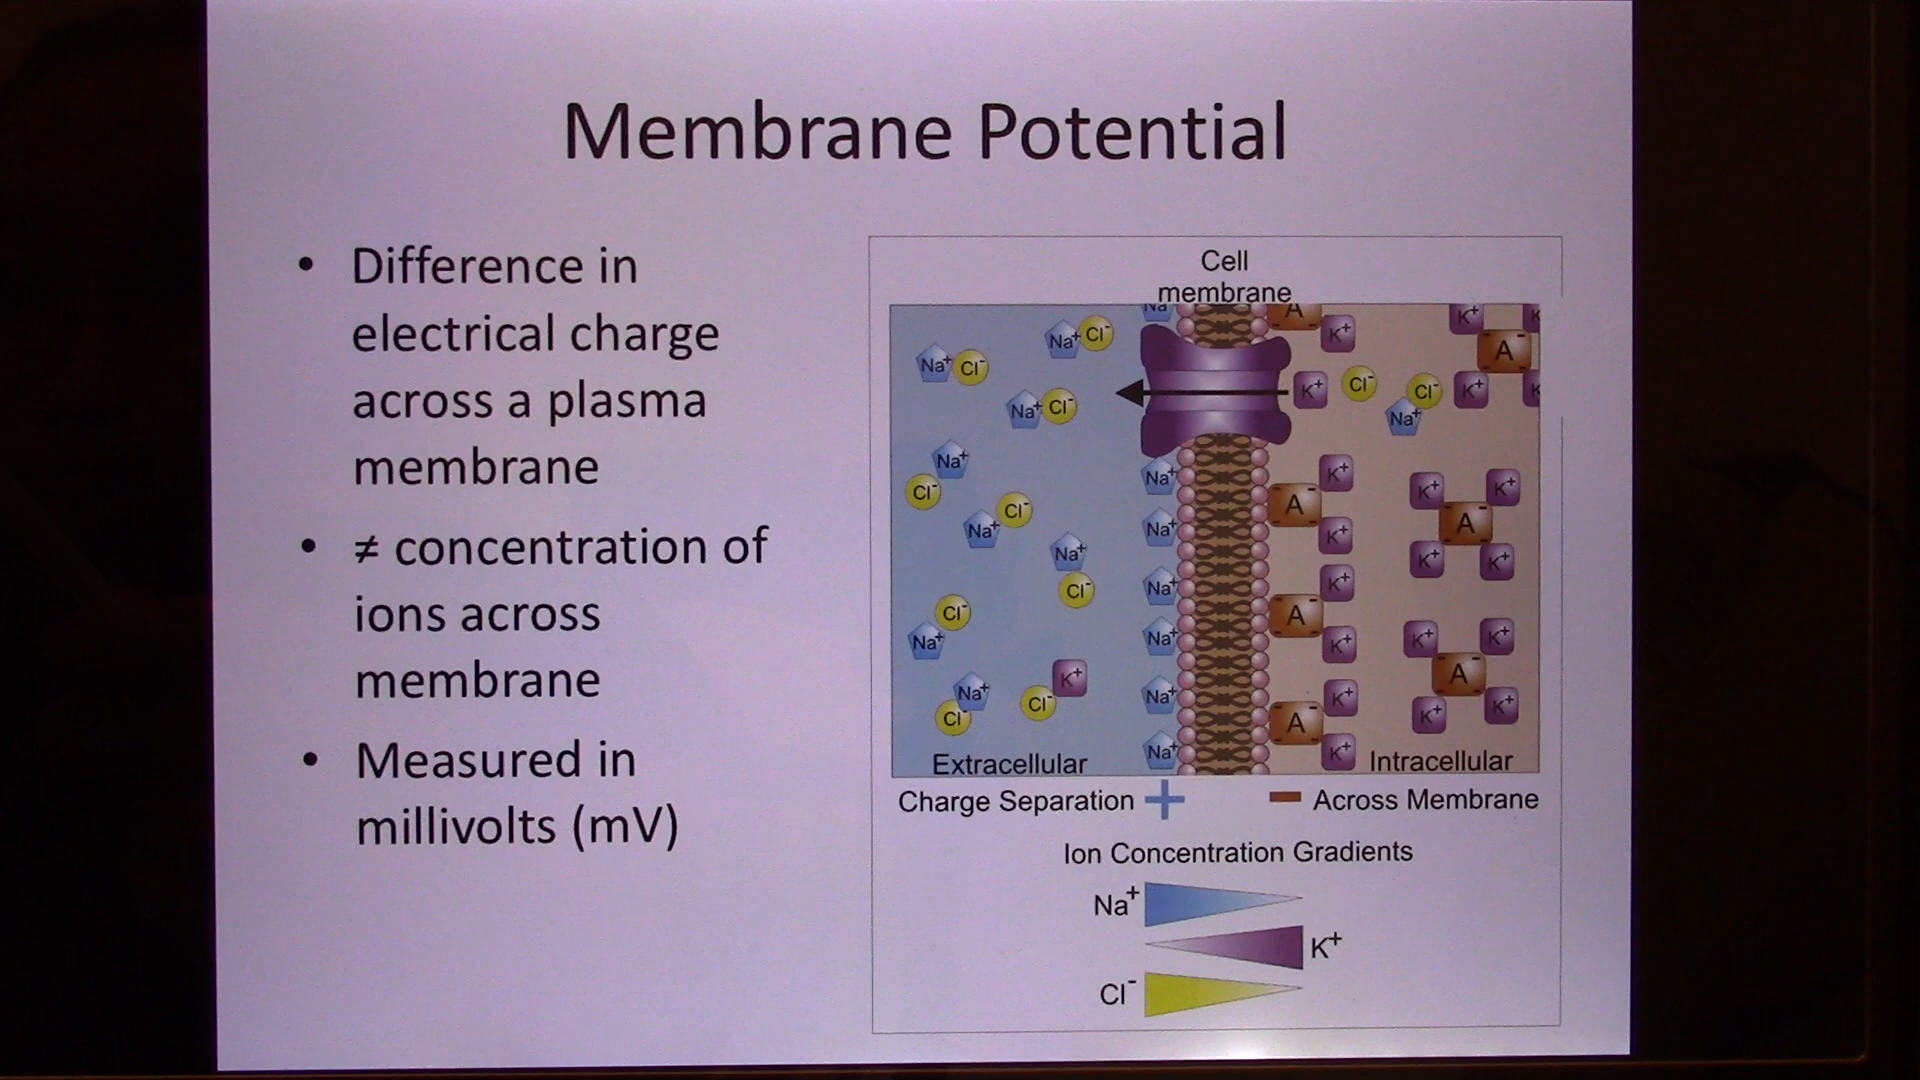 Membrane Potential
• Difference in
electrical charge
across a plasma
membrane
• ≠ concentration of
ions across
membrane
• Measured in
millivolts (mV)
Cell
membrane
Na A⁻ K⁺ K⁺ K
Na⁺ Cl⁻ Na⁺ Cl⁻ A⁻
Na⁺ Cl⁻ K⁺ Cl⁻ Cl⁻ K⁺ K
Na⁺ Na⁺
Na⁺ Na⁺ K⁺ K⁺ K⁺
Cl⁻ Cl⁻ A⁻ A⁻
Na⁺ Na⁺ K⁺ K⁺ K⁺
Na⁺ Cl⁻ Na⁺ K⁺
Cl⁻ A⁻
Na⁺ Na⁺ K⁺ K⁺ K⁺
Na⁺ Cl⁻ K⁺ Na⁺ K⁺ A⁻
Cl⁻ Cl⁻ A⁻ K⁺ K⁺
Na⁺ K⁺
Extracellular Intracellular
Charge Separation + − Across Membrane
Ion Concentration Gradients
Na⁺
K⁺
Cl⁻